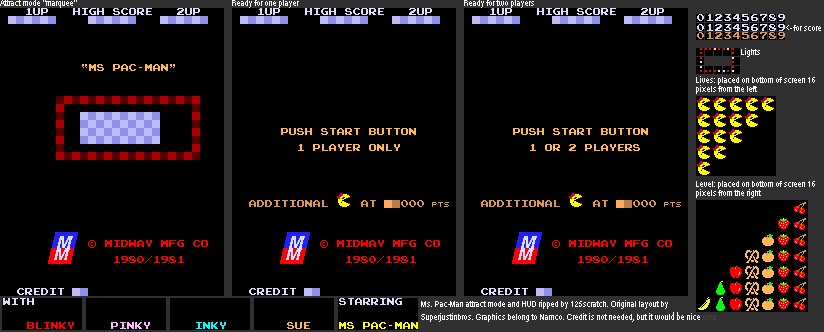 Attract mode "marquee"
1UP HIGH SCORE 2UP
"MS PAC-MAN"
MM
© MIDWAY MFG CO
1980/1981
CREDIT
Ready for one player
1UP HIGH SCORE 2UP
PUSH START BUTTON
1 PLAYER ONLY
ADDITIONAL AT 000 PTS
MM
© MIDWAY MFG CO
1980/1981
CREDIT
Ready for two players
1UP HIGH SCORE 2UP
PUSH START BUTTON
1 OR 2 PLAYERS
ADDITIONAL AT 000 PTS
MM
© MIDWAY MFG CO
1980/1981
CREDIT
0123456789
0123456789<-for score
0123456789
Lights
Lives: placed on bottom of screen 16
pixels from the left
Level: placed on bottom of screen 16
pixels from the right
WITH
BLINKY
PINKY
INKY
SUE
STARRING
MS PAC-MAN
Ms. Pac-Man attract mode and HUD ripped by 125scratch. Original layout by
Superjustinbros. Graphics belong to Namco. Credit is not needed, but it would be nice